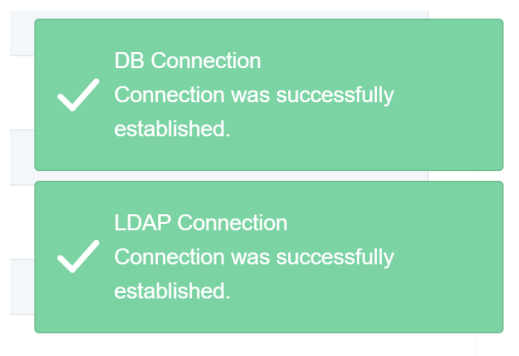 DB Connection
Connection was successfully
established.
LDAP Connection
Connection was successfully
established.